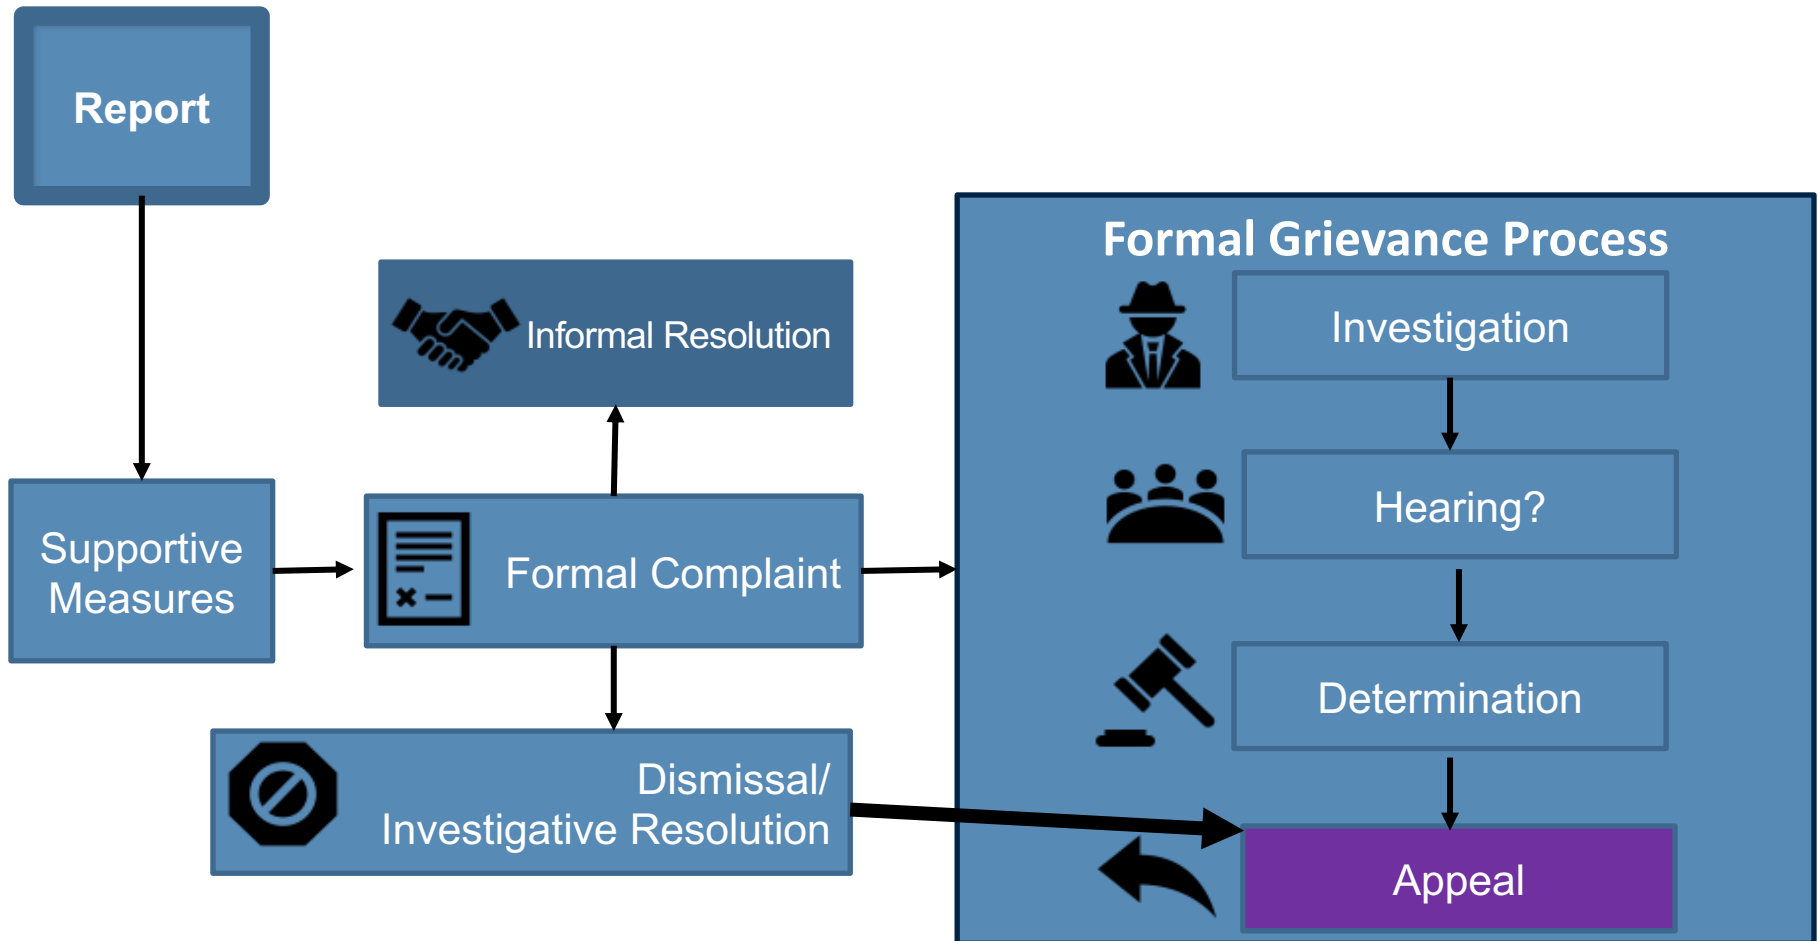 Report
Supportive
Measures
Informal Resolution
Formal Complaint
Dismissal/
Investigative Resolution
Formal Grievance Process
Investigation
Hearing?
Determination
Appeal